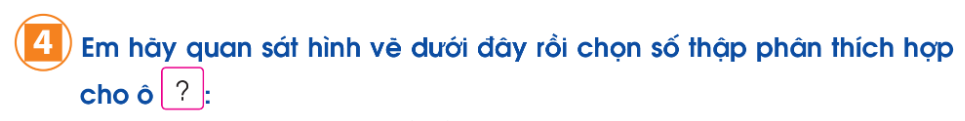 4 Em hãy quan sát hình vẽ dưới đây rồi chọn số thập phân thích hợp
cho ô ? :